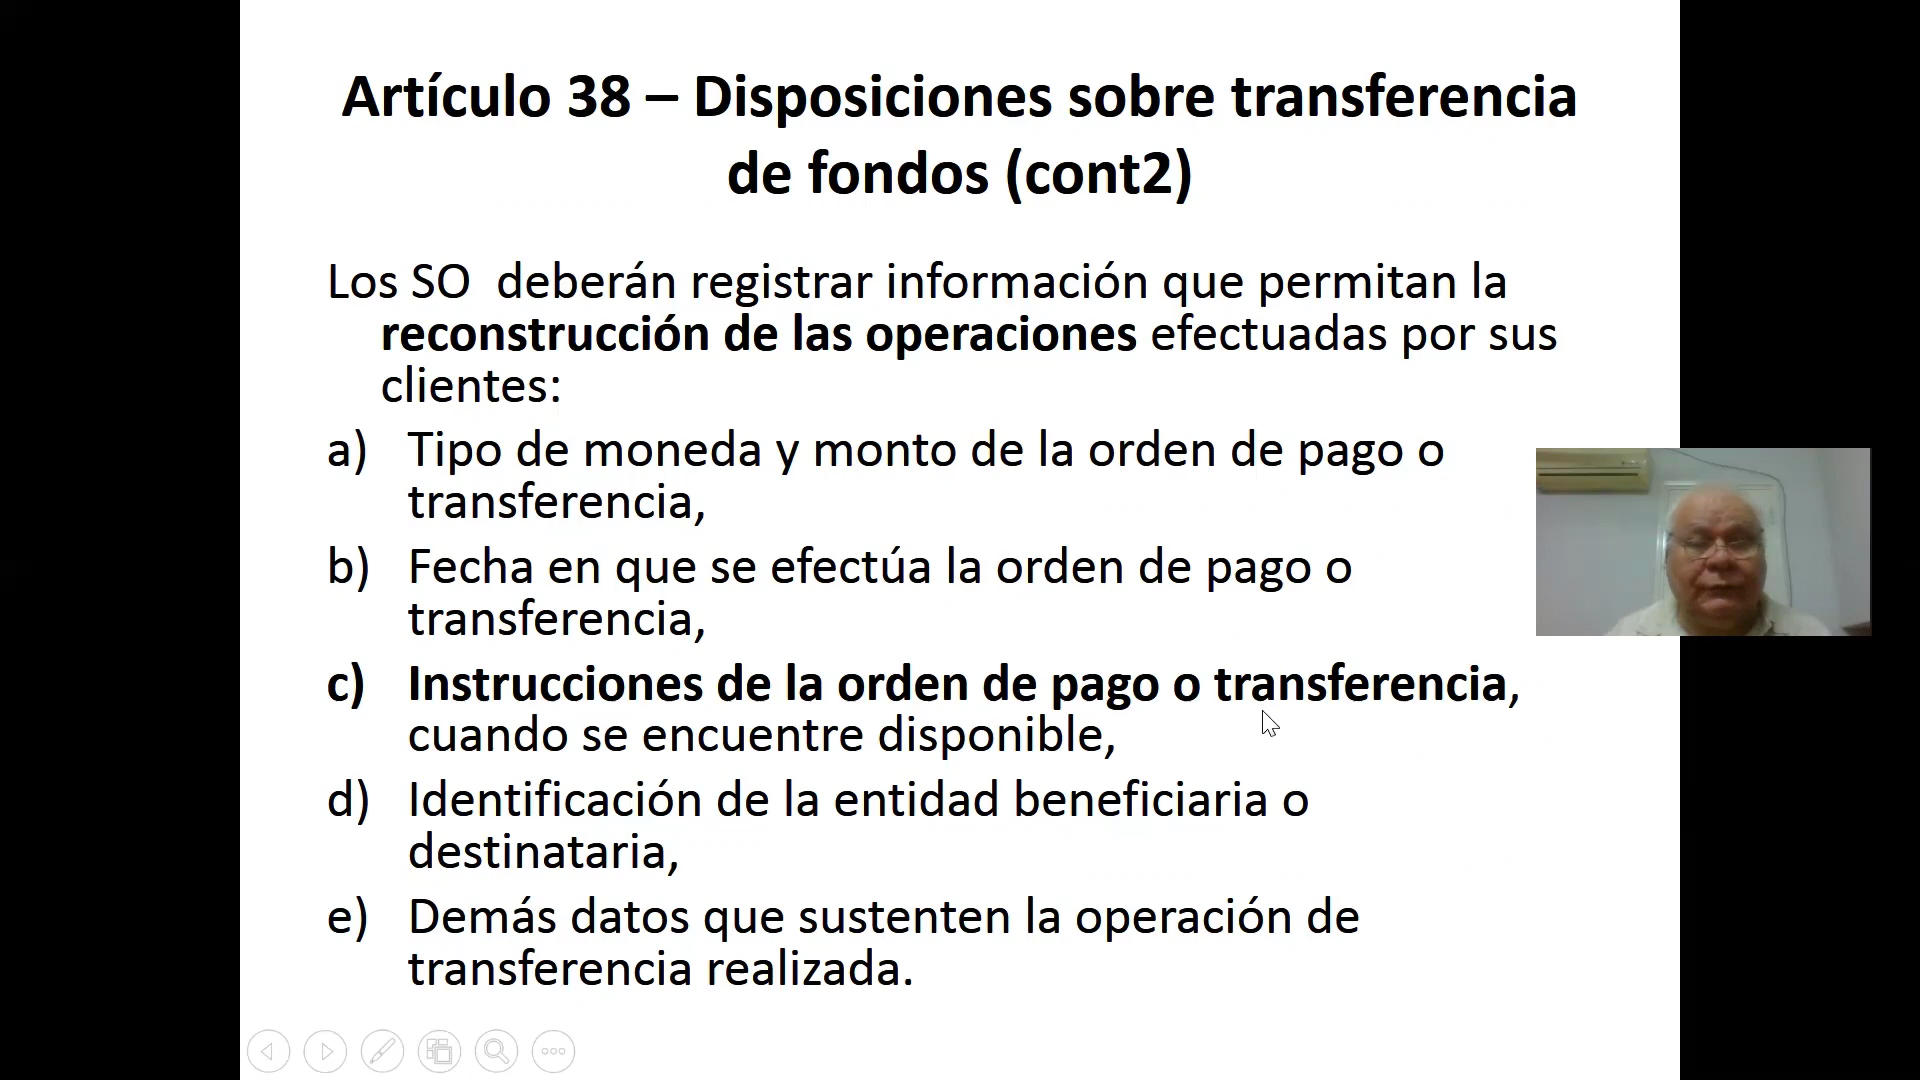 Artículo 38 – Disposiciones sobre transferencia
de fondos (cont2)
Los SO  deberán registrar información que permitan la
reconstrucción de las operaciones efectuadas por sus
clientes:
a) Tipo de moneda y monto de la orden de pago o
transferencia,
b) Fecha en que se efectúa la orden de pago o
transferencia,
c) Instrucciones de la orden de pago o transferencia,
cuando se encuentre disponible,
d) Identificación de la entidad beneficiaria o
destinataria,
e) Demás datos que sustenten la operación de
transferencia realizada.